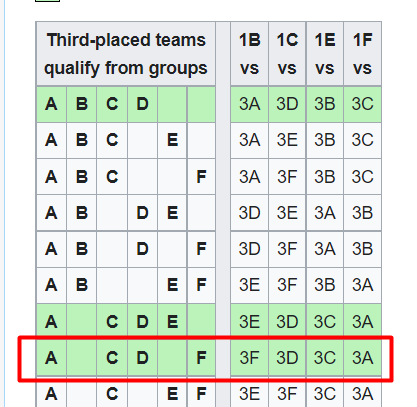 Third-placed teams qualify from groups 1B vs 1C vs 1E vs 1F vs
A B C D 3A 3D 3B 3C
A B C E 3A 3E 3B 3C
A B C F 3A 3F 3B 3C
A B D E 3D 3E 3A 3B
A B D F 3D 3F 3A 3B
A B E F 3E 3F 3B 3A
A C D E 3E 3D 3C 3A
A C D F 3F 3D 3C 3A
A C E F 3E 3F 3C 3A